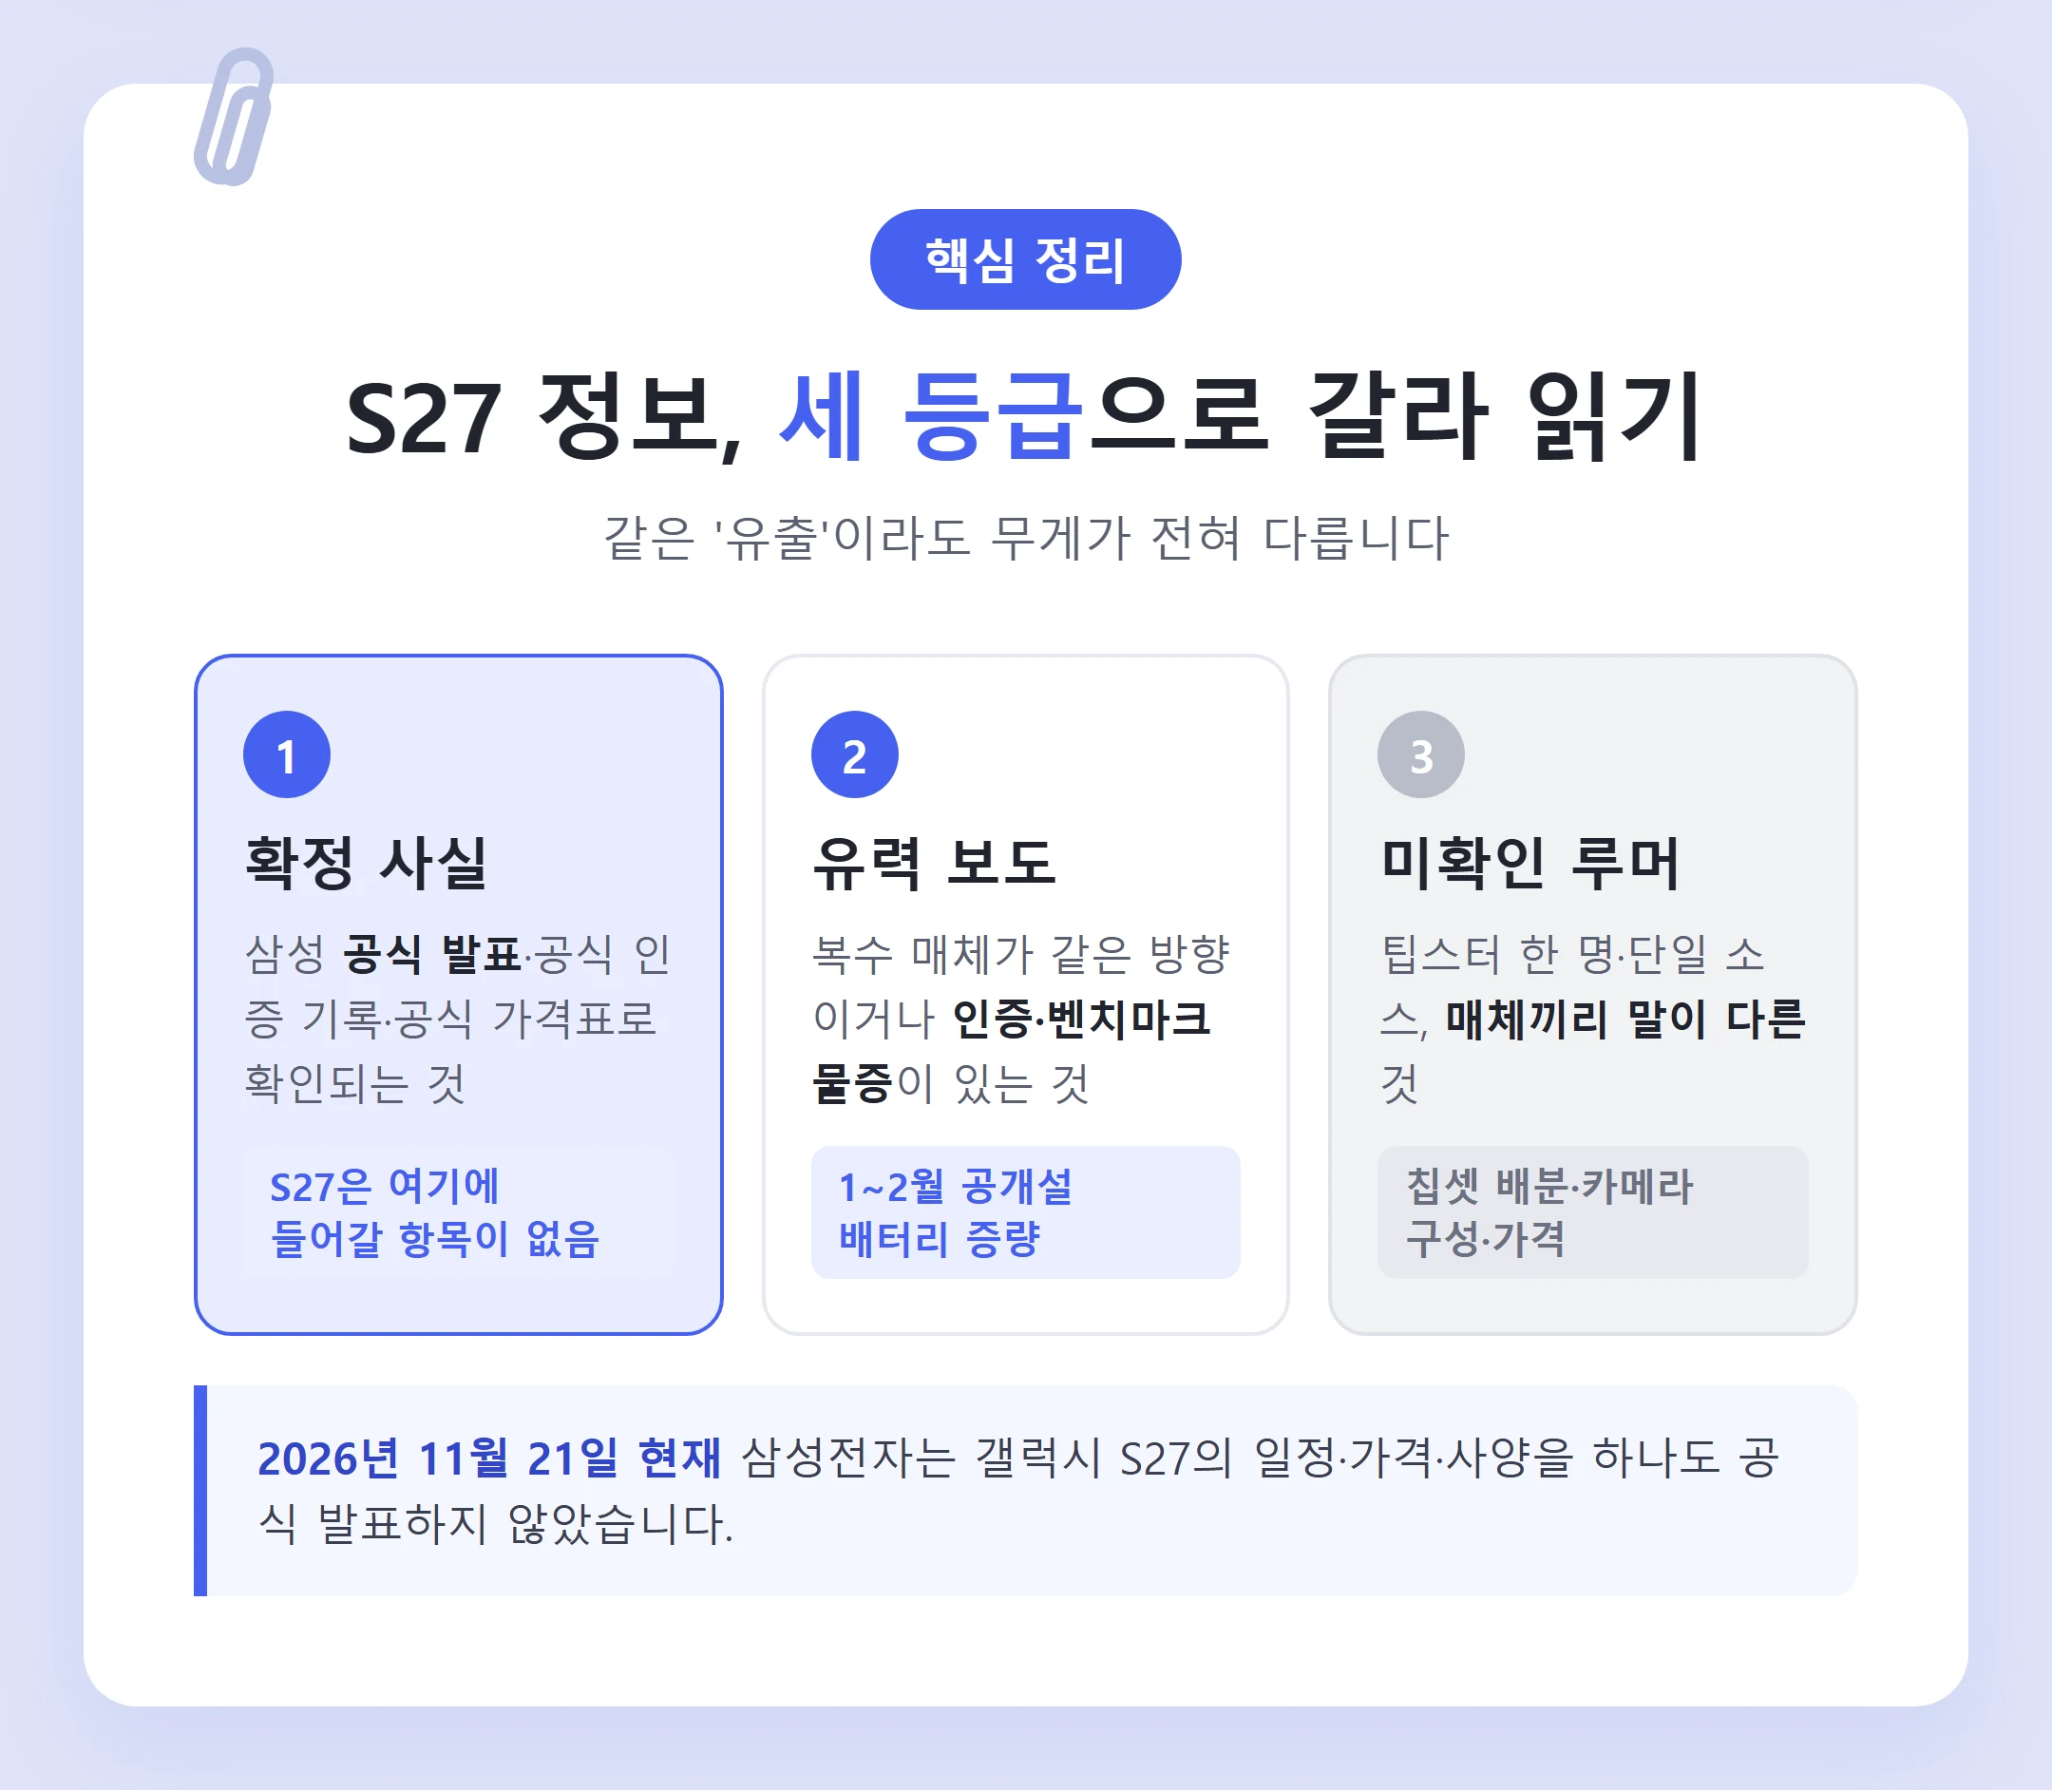 핵심 정리
S27 정보, 세 등급으로 갈라 읽기
같은 '유출'이라도 무게가 전혀 다릅니다
1
확정 사실
삼성 공식 발표·공식 인
증 기록·공식 가격표로
확인되는 것
S27은 여기에
들어갈 항목이 없음
2
유력 보도
복수 매체가 같은 방향
이거나 인증·벤치마크
물증이 있는 것
1~2월 공개설
배터리 증량
3
미확인 루머
팁스터 한 명·단일 소
스, 매체끼리 말이 다른
것
칩셋 배분·카메라
구성·가격
2026년 11월 21일 현재 삼성전자는 갤럭시 S27의 일정·가격·사양을 하나도 공
식 발표하지 않았습니다.